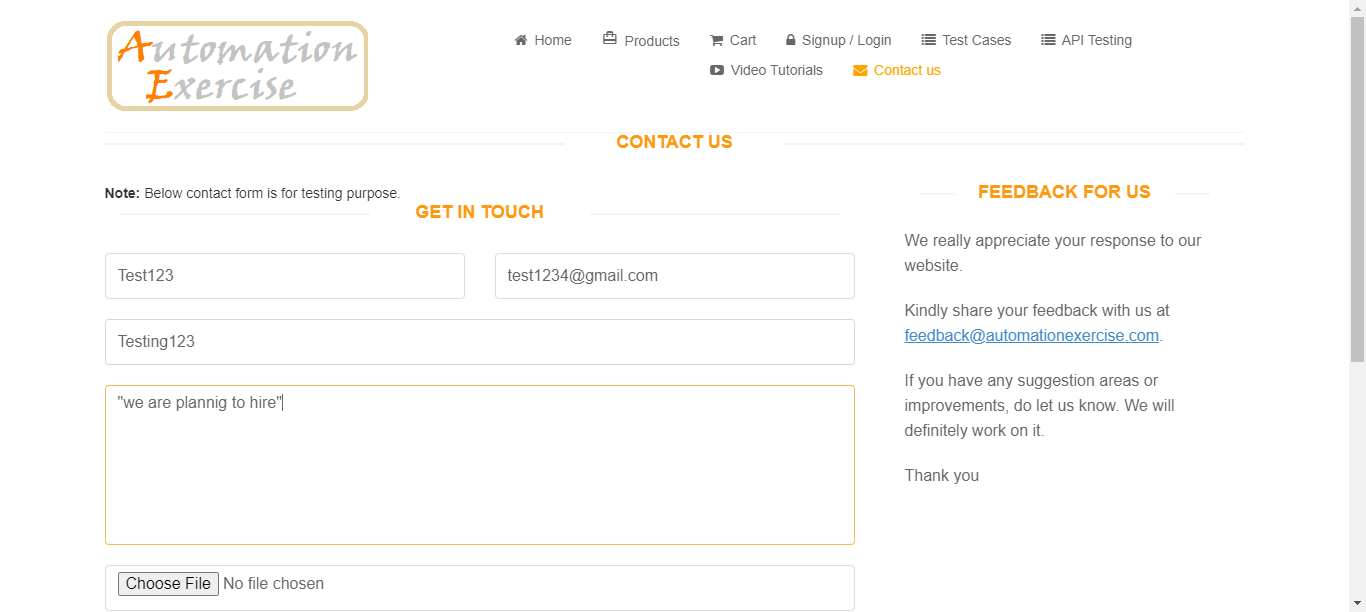 Automation
Exercise
Home Products Cart Signup / Login Test Cases API Testing
Video Tutorials Contact us
CONTACT US
Note: Below contact form is for testing purpose.
GET IN TOUCH
Test123 test1234@gmail.com
Testing123
"we are plannig to hire"
Choose File No file chosen
FEEDBACK FOR US
We really appreciate your response to our
website.
Kindly share your feedback with us at
feedback@automationexercise.com.
If you have any suggestion areas or
improvements, do let us know. We will
definitely work on it.
Thank you